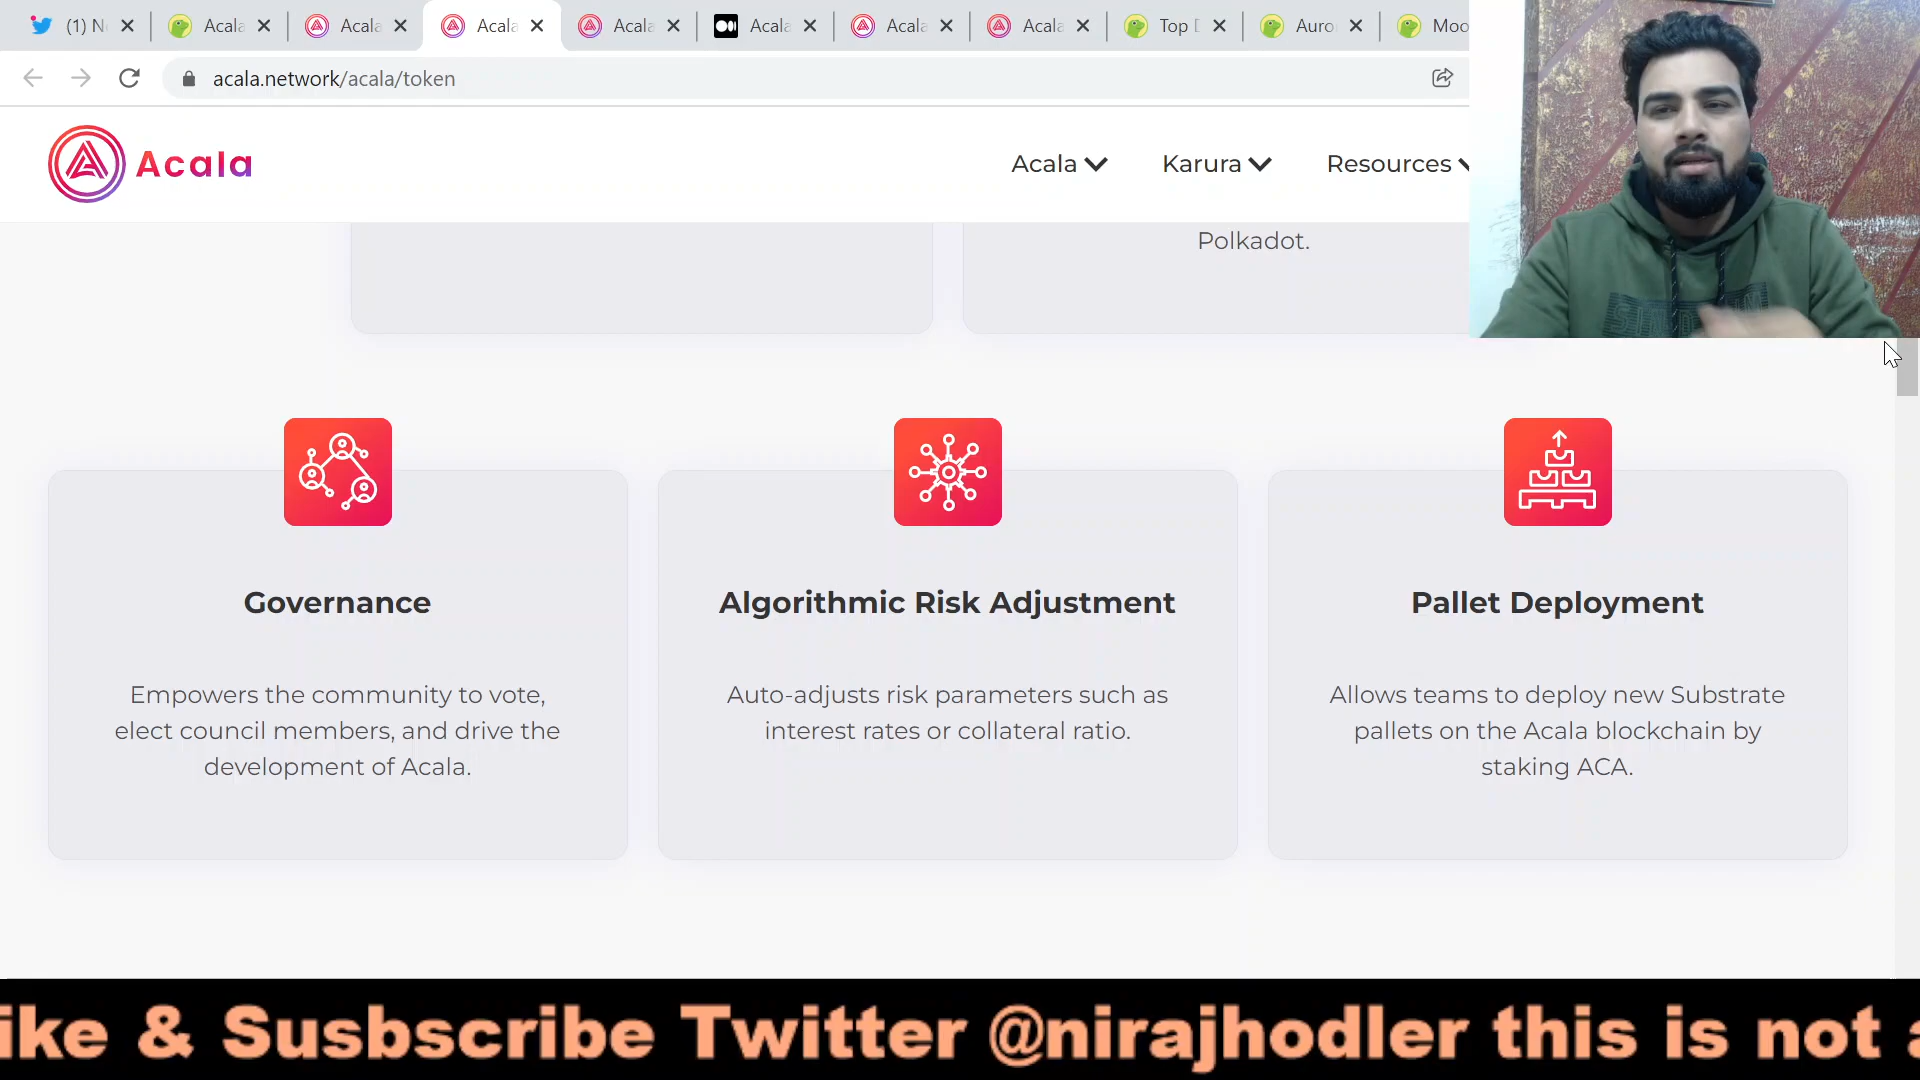 (1) N
Acala
Acala
Acala
Acala
Acala
Acala
Acala
Top
Auro
Moo
acala.network/acala/token
Acala
Acala
Karura
Resources
Polkadot.
Governance
Empowers the community to vote,
elect council members, and drive the
development of Acala.
Algorithmic Risk Adjustment
Auto-adjusts risk parameters such as
interest rates or collateral ratio.
Pallet Deployment
Allows teams to deploy new Substrate
pallets on the Acala blockchain by
staking ACA.
ike & Susbscribe Twitter @nirajhodler this is not a